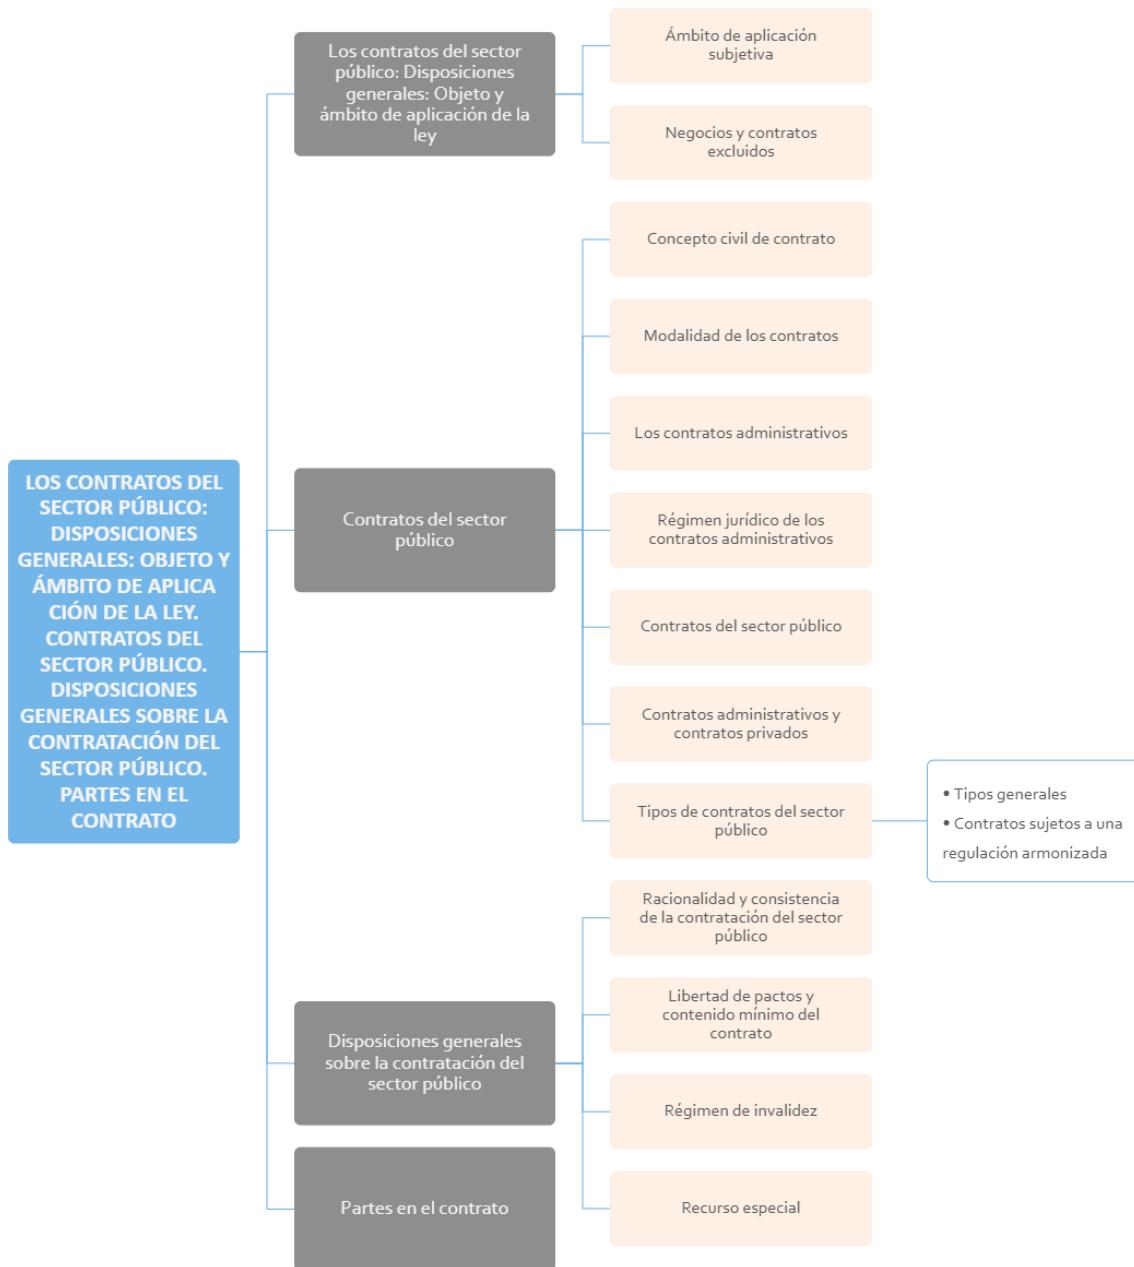 LOS CONTRATOS DEL
SECTOR PÚBLICO:
DISPOSICIONES
GENERALES: OBJETO Y
ÁMBITO DE APLICA
CIÓN DE LA LEY.
CONTRATOS DEL
SECTOR PÚBLICO.
DISPOSICIONES
GENERALES SOBRE LA
CONTRATACIÓN DEL
SECTOR PÚBLICO.
PARTES EN EL
CONTRATO
Los contratos del sector
público: Disposiciones
generales: Objeto y
ámbito de aplicación de la
ley
Ámbito de aplicación
subjetiva
Negocios y contratos
excluidos
Contratos del sector
público
Concepto civil de contrato
Modalidad de los contratos
Los contratos administrativos
Régimen jurídico de los
contratos administrativos
Contratos del sector público
Contratos administrativos y
contratos privados
Tipos de contratos del sector
público
• Tipos generales
• Contratos sujetos a una
regulación armonizada
Disposiciones generales
sobre la contratación del
sector público
Racionalidad y consistencia
de la contratación del sector
público
Libertad de pactos y
contenido mínimo del
contrato
Régimen de invalidez
Recurso especial
Partes en el contrato